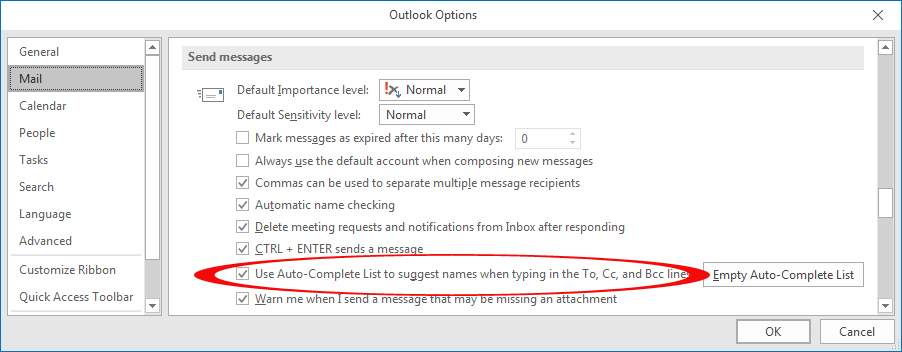 Outlook Options
General
Mail
Calendar
People
Tasks
Search
Language
Advanced
Customize Ribbon
Quick Access Toolbar
Send messages
Default Importance level: Normal
Default Sensitivity level: Normal
Mark messages as expired after this many days: 0
Always use the default account when composing new messages
Commas can be used to separate multiple message recipients
Automatic name checking
Delete meeting requests and notifications from Inbox after responding
CTRL + ENTER sends a message
Use Auto-Complete List to suggest names when typing in the To, Cc, and Bcc line Empty Auto-Complete List
Warn me when I send a message that may be missing an attachment
OK Cancel